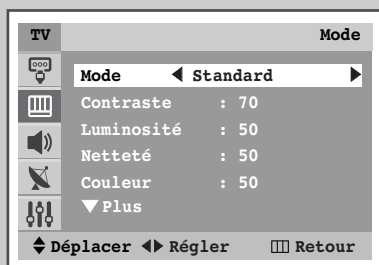 TV Mode
Mode ◀ Standard ▶
Contraste : 70
Luminosité : 50
Netteté : 50
Couleur : 50
▼Plus
Déplacer Régler Retour